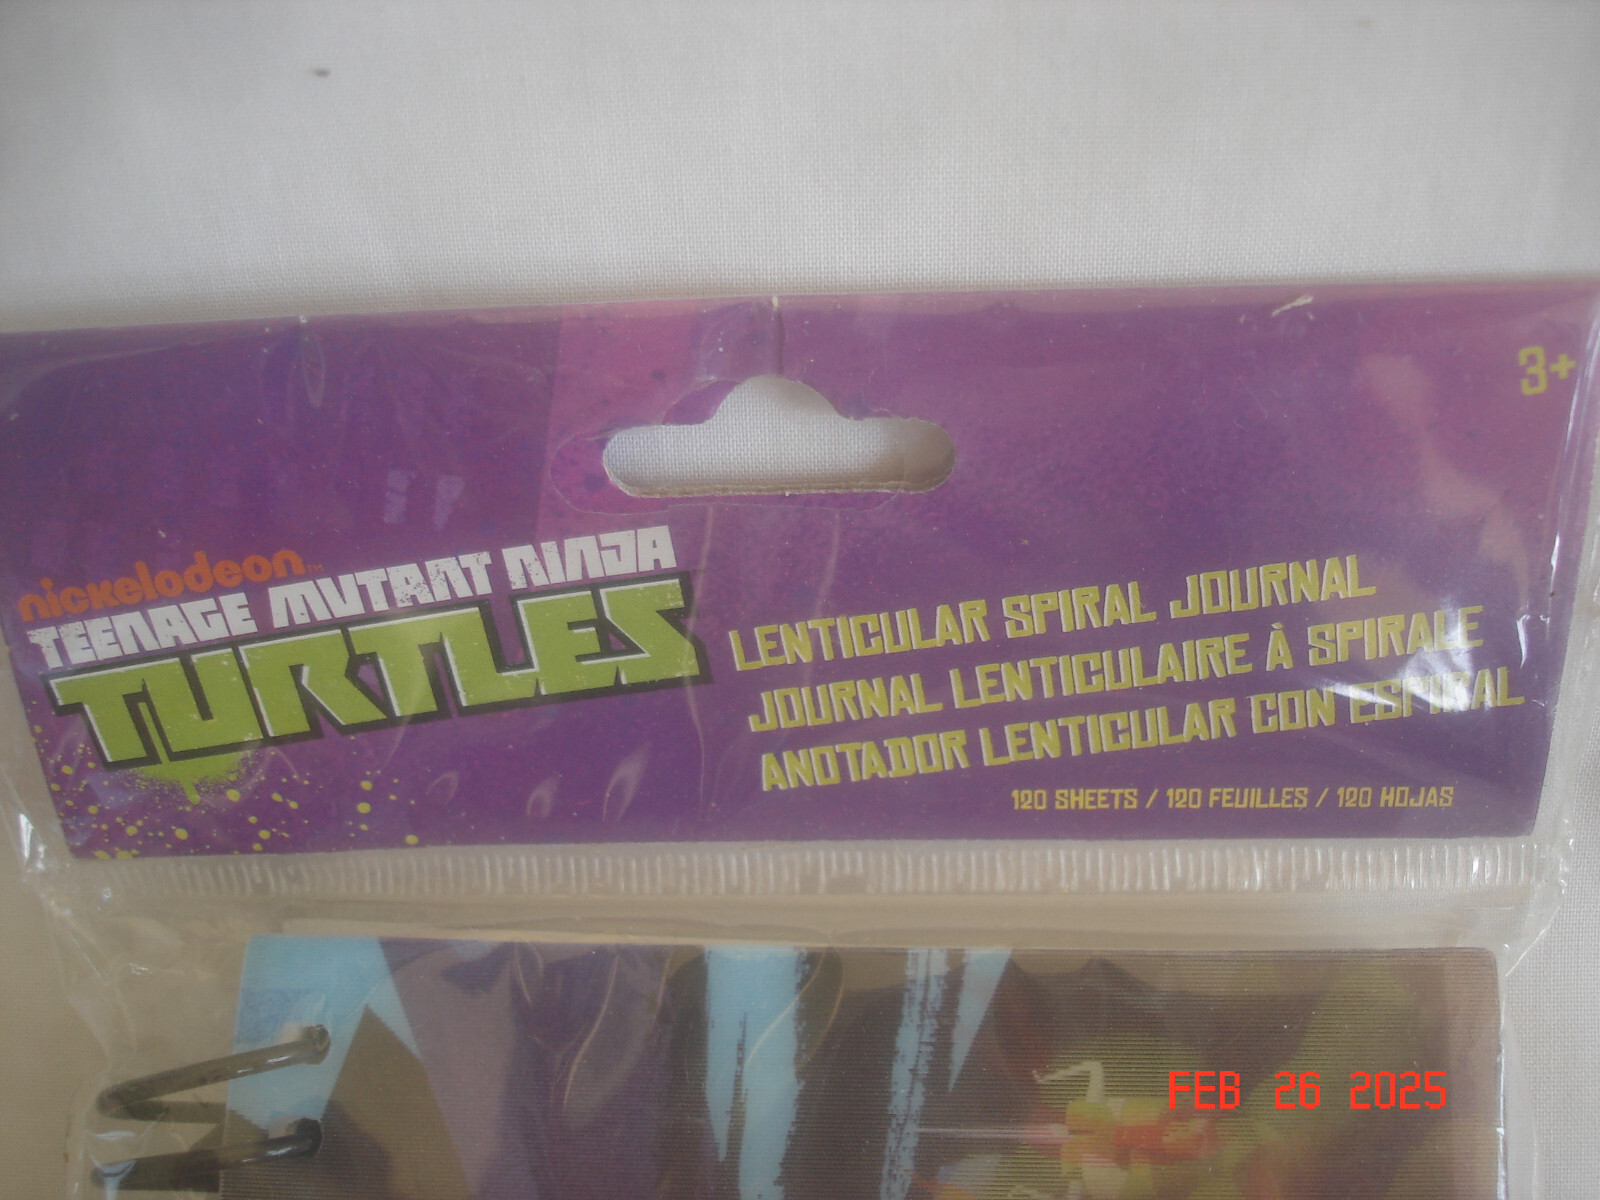 3+
nickelodeon™
TEENAGE MUTANT NINJA
TURTLES
LENTICULAR SPIRAL JOURNAL
JOURNAL LENTICULAIRE À SPIRALE
ANOTADOR LENTICULAR CON ESPIRAL
120 SHEETS / 120 FEUILLES / 120 HOJAS
FEB 26 2025